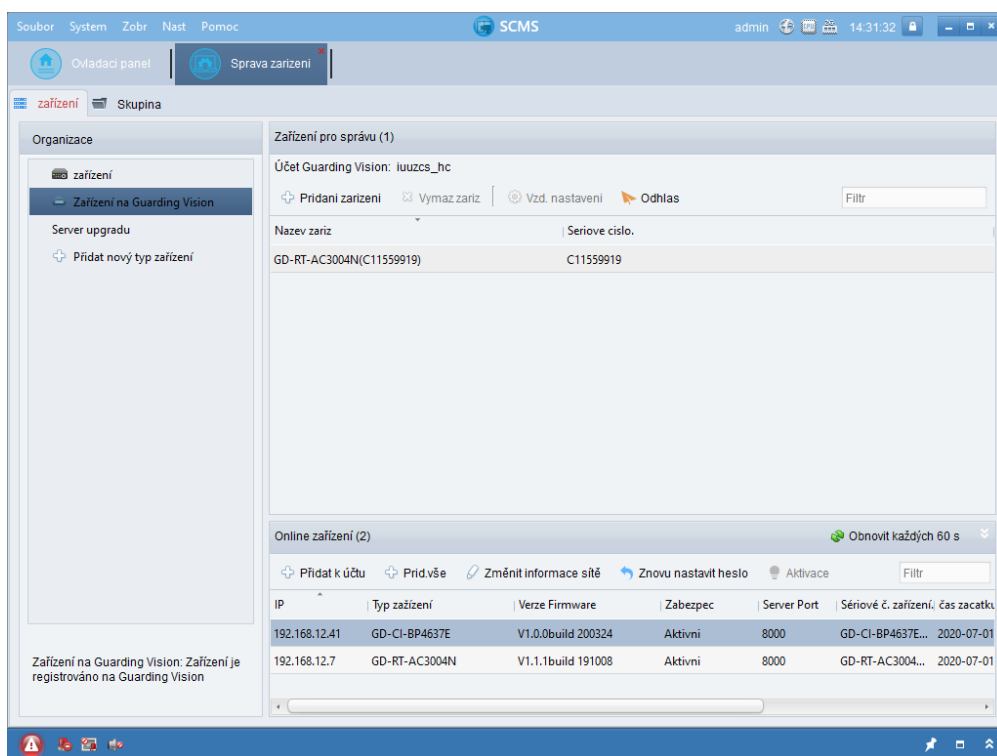 Soubor System Zobr Nast Pomoc SCMS admin 14:31:32
Ovladaci panel Sprava zarizeni
zařízení Skupina
Organizace
zařízení
Zařízení na Guarding Vision
Server upgradu
Přidat nový typ zařízení
Zařízení na Guarding Vision: Zařízení je
registrováno na Guarding Vision
Zařízení pro správu (1)
Účet Guarding Vision: iuuzcs_hc
Pridani zarizeni Vymaz zariz Vzd. nastaveni Odhlas Filtr
Nazev zariz Seriove cislo.
GD-RT-AC3004N(C11559919) C11559919
Online zařízení (2) Obnovit každých 60 s
Přidat k účtu Prid.vše Změnit informace sítě Znovu nastavit heslo Aktivace Filtr
IP Typ zažízení Verze Firmware Zabezpec Server Port Sériové č. zařízení. čas zacatku
192.168.12.41 GD-CI-BP4637E V1.0.0build 200324 Aktivni 8000 GD-CI-BP4637E... 2020-07-01
192.168.12.7 GD-RT-AC3004N V1.1.1build 191008 Aktivni 8000 GD-RT-AC3004... 2020-07-01